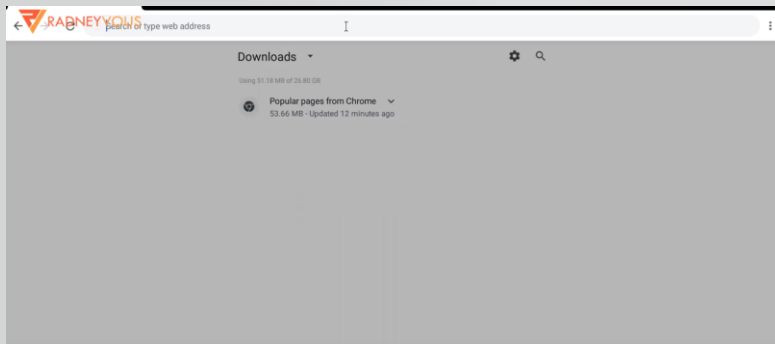 RADNEYYOUS
Search or type web address
Downloads
Using 51.18 MB of 26.80 GB
Popular pages from Chrome
53.66 MB - Updated 12 minutes ago